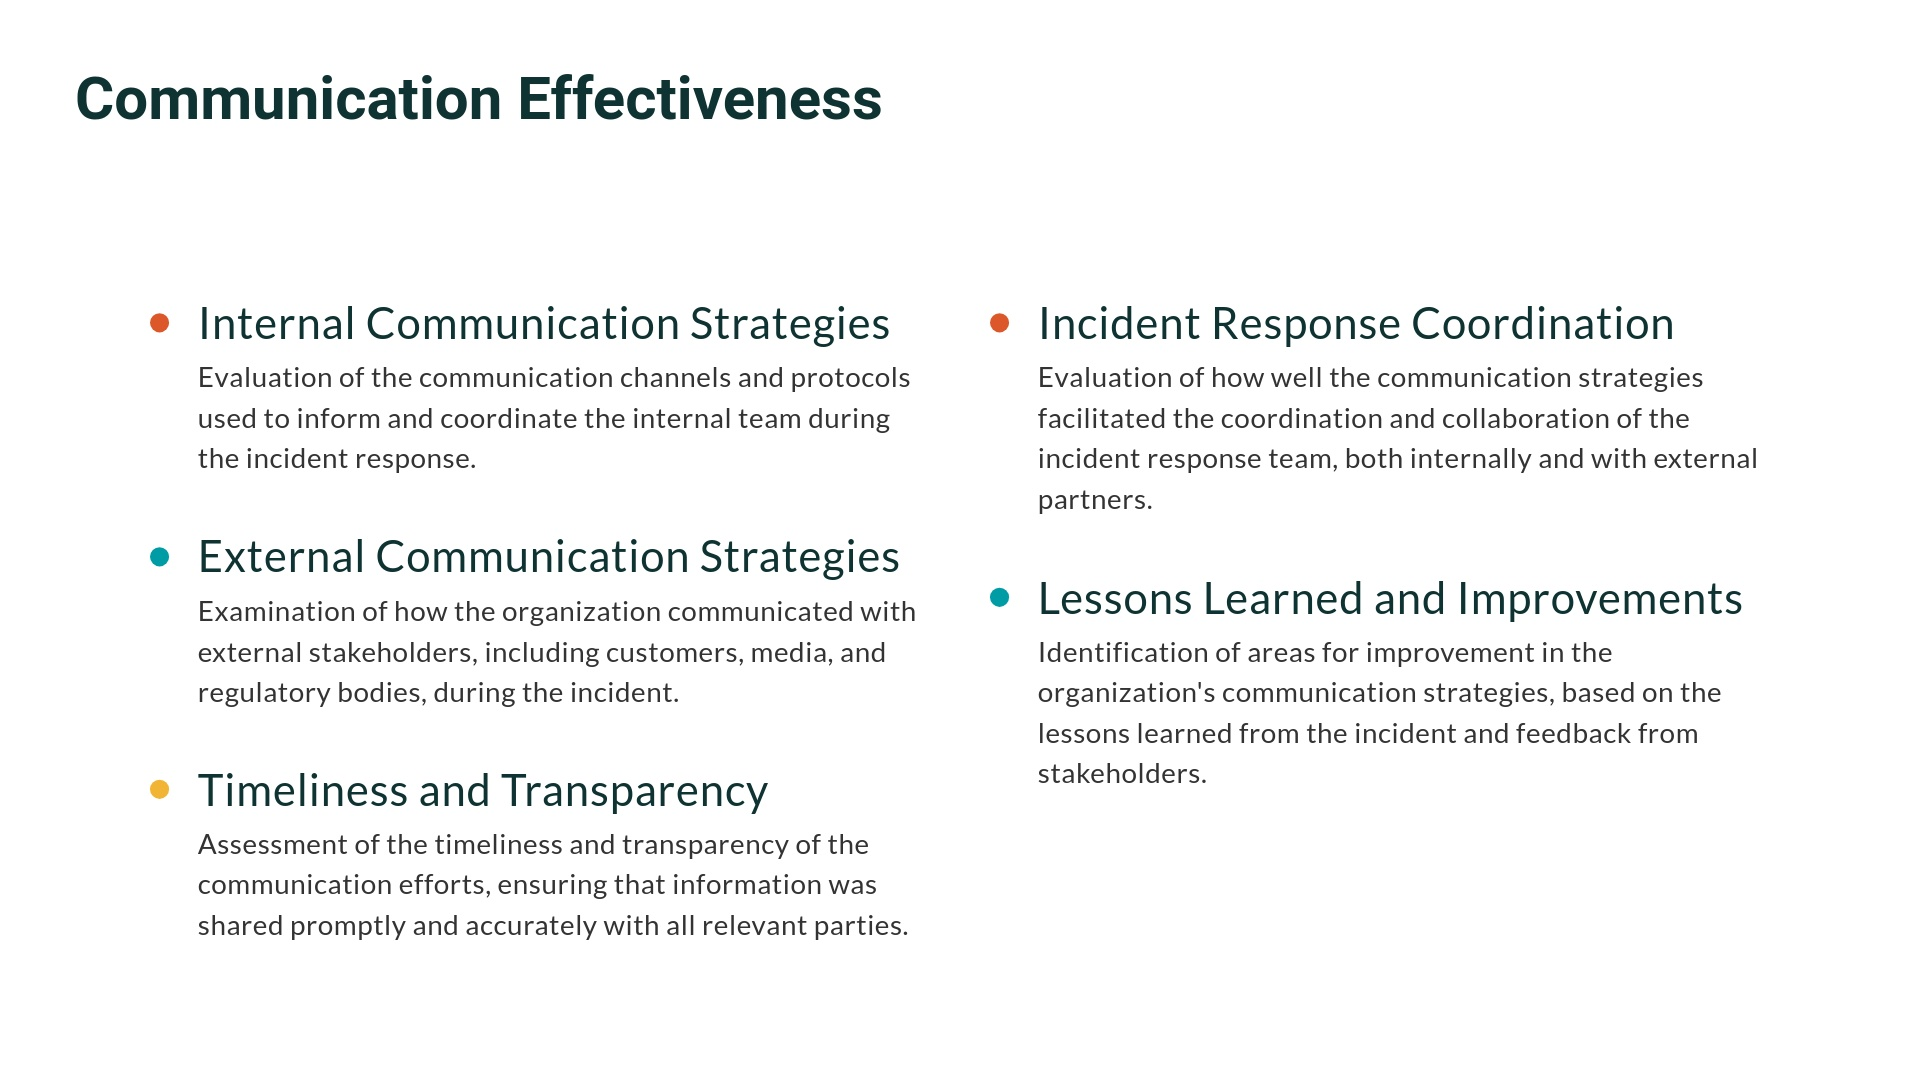 Communication Effectiveness
Internal Communication Strategies
Evaluation of the communication channels and protocols
used to inform and coordinate the internal team during
the incident response.
External Communication Strategies
Examination of how the organization communicated with
external stakeholders, including customers, media, and
regulatory bodies, during the incident.
Timeliness and Transparency
Assessment of the timeliness and transparency of the
communication efforts, ensuring that information was
shared promptly and accurately with all relevant parties.
Incident Response Coordination
Evaluation of how well the communication strategies
facilitated the coordination and collaboration of the
incident response team, both internally and with external
partners.
Lessons Learned and Improvements
Identification of areas for improvement in the
organization's communication strategies, based on the
lessons learned from the incident and feedback from
stakeholders.